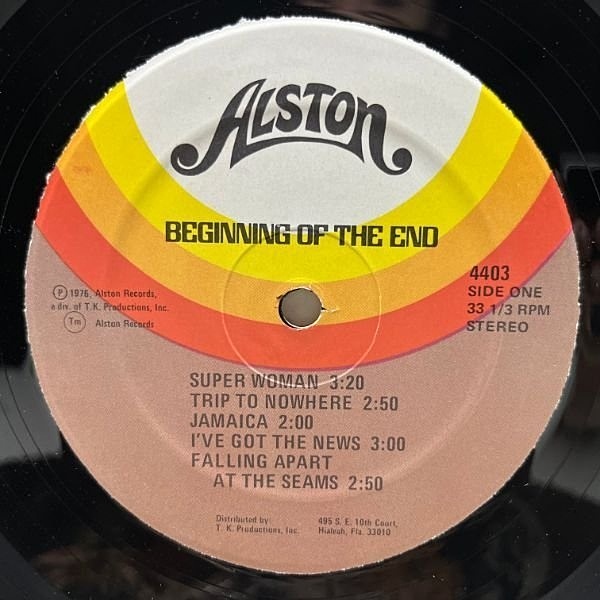 ALSTON
BEGINNING OF THE END
℗ 1976, Alston Records,
a div. of T. K. Productions, Inc.
Tm Alston Records
4403
SIDE ONE
33 1/3 RPM
STEREO
SUPER WOMAN 3:20
TRIP TO NOWHERE 2:50
JAMAICA 2:00
I'VE GOT THE NEWS 3:00
FALLING APART
AT THE SEAMS 2:50
Distributed by:
T. K. Productions, Inc.
495 S. E. 10th Court,
Hialeah, Fla. 33010